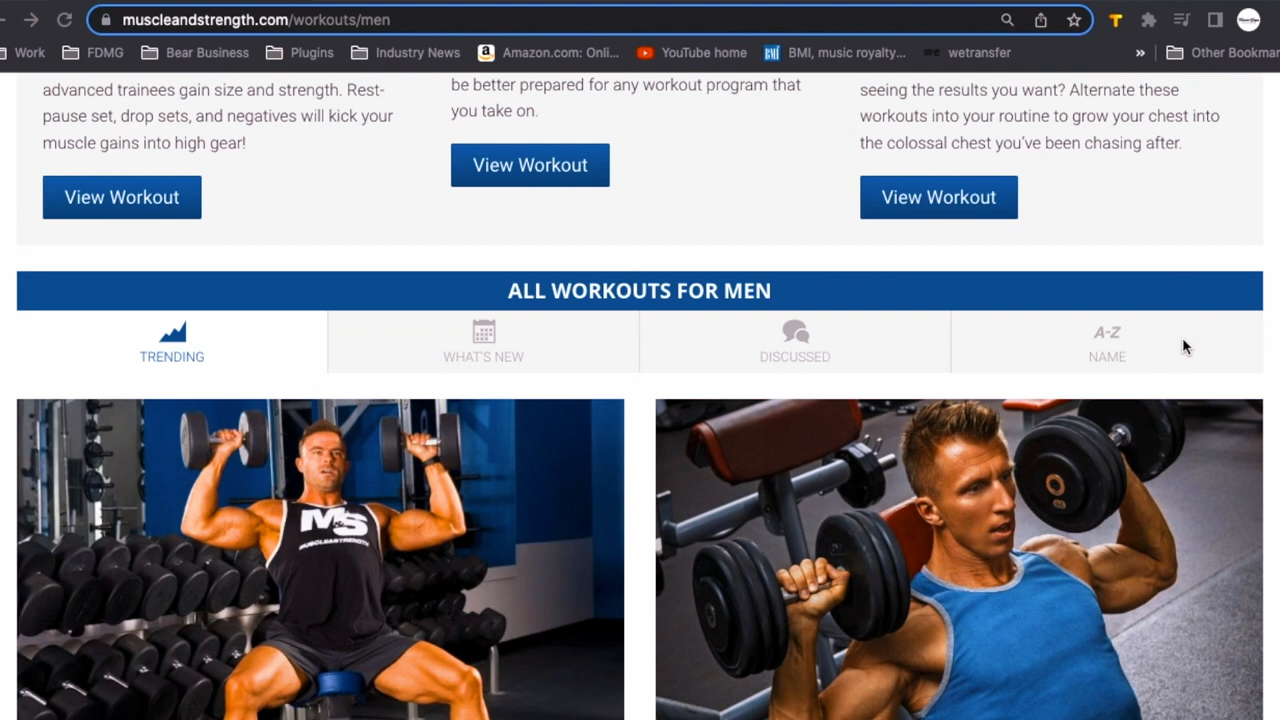 muscleandstrength.com/workouts/men
Work FDMG Bear Business Plugins Industry News Amazon.com: Onli... YouTube home BMI BMI, music royalty... we wetransfer » Other Bookmar
advanced trainees gain size and strength. Rest-
pause set, drop sets, and negatives will kick your
muscle gains into high gear!
View Workout
be better prepared for any workout program that
you take on.
View Workout
seeing the results you want? Alternate these
workouts into your routine to grow your chest into
the colossal chest you've been chasing after.
View Workout
ALL WORKOUTS FOR MEN
TRENDING
WHAT'S NEW
DISCUSSED
A-Z
NAME
M&S
MUSCLEANDSTRENGTH